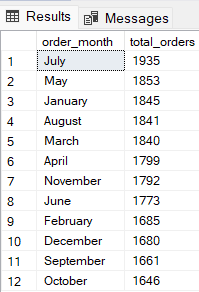 Results Messages
order_month total_orders
1 July 1935
2 May 1853
3 January 1845
4 August 1841
5 March 1840
6 April 1799
7 November 1792
8 June 1773
9 February 1685
10 December 1680
11 September 1661
12 October 1646